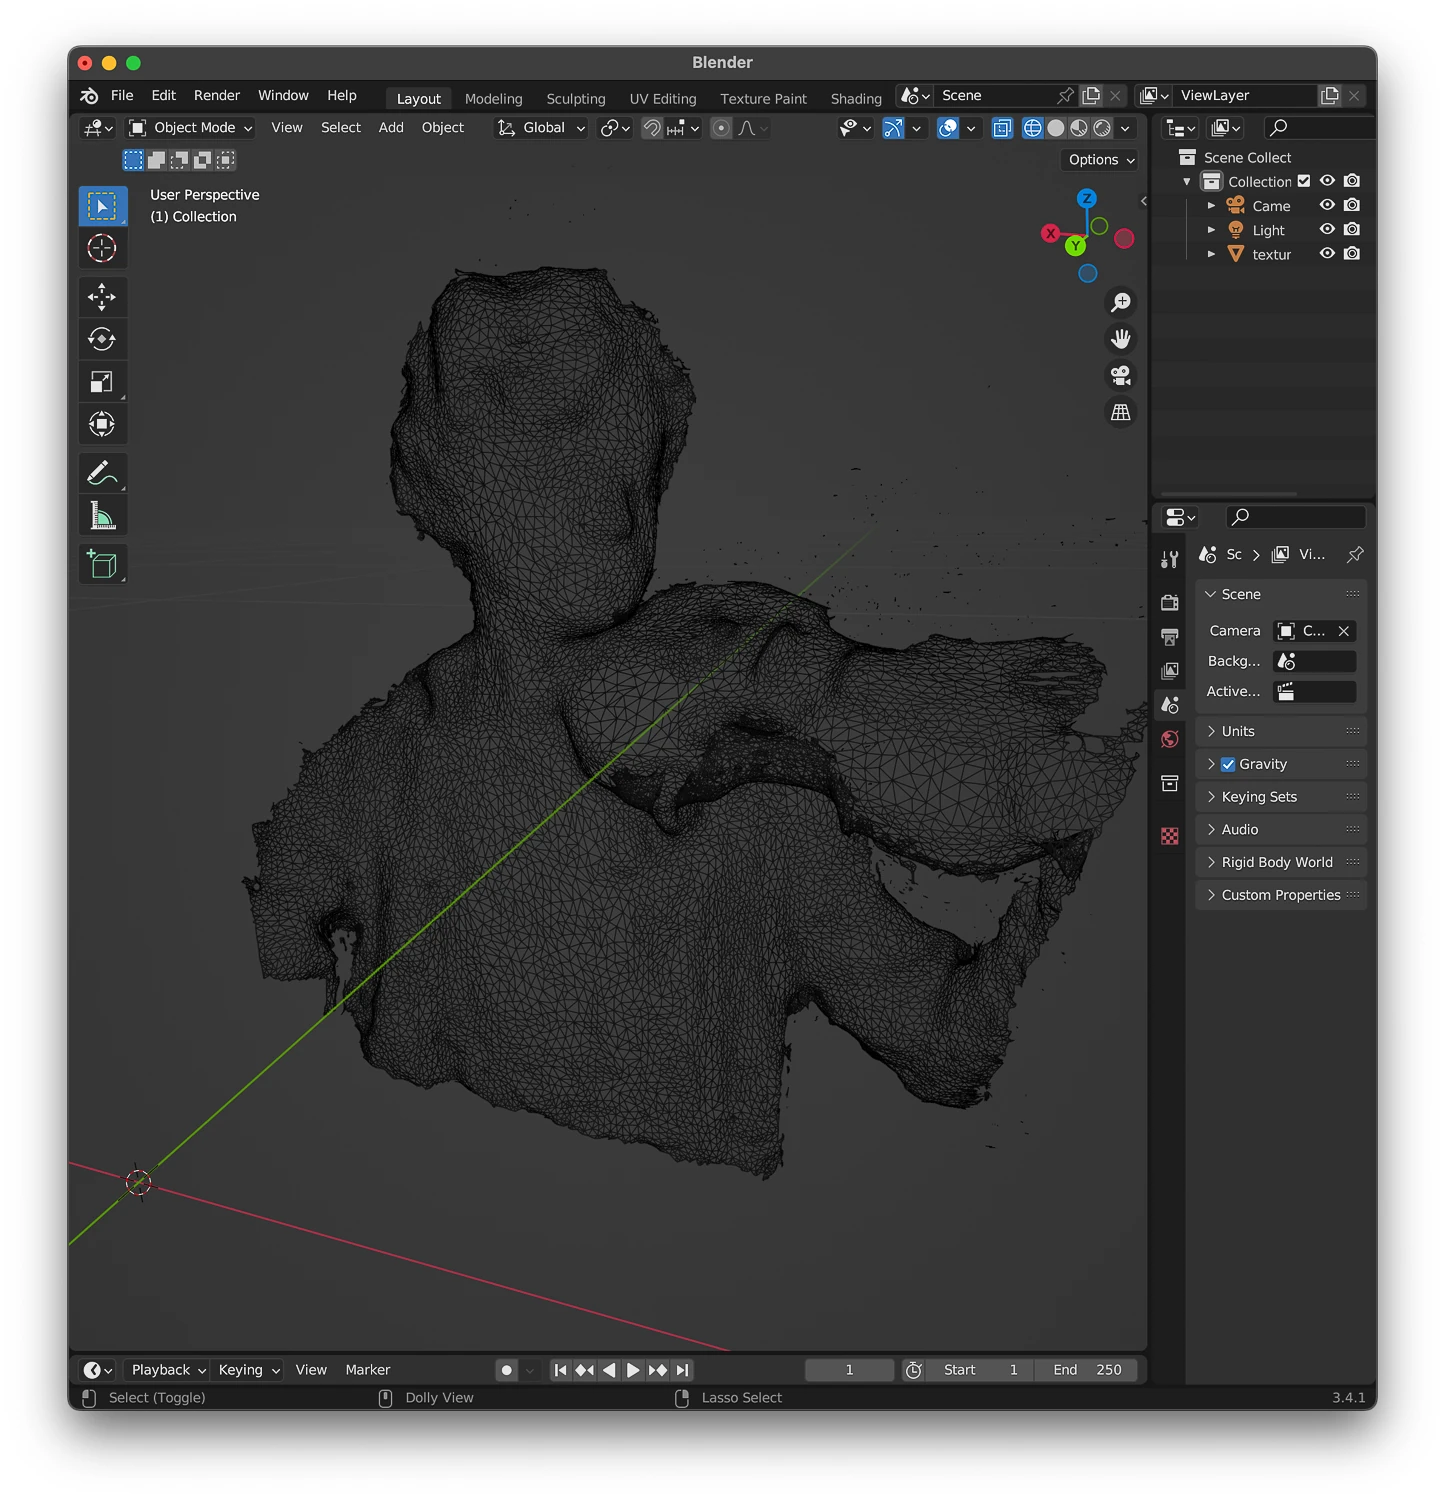 Blender
File Edit Render Window Help Layout Modeling Sculpting UV Editing Texture Paint Shading Scene ViewLayer
Object Mode View Select Add Object Global
Options
User Perspective
(1) Collection
Z
X
Y
Scene Collect
Collection
Came
Light
textur
Sc Vi...
Scene
Camera C...
Backg...
Active...
Units
Gravity
Keying Sets
Audio
Rigid Body World
Custom Properties
Playback Keying View Marker 1 Start 1 End 250
Select (Toggle) Dolly View Lasso Select 3.4.1